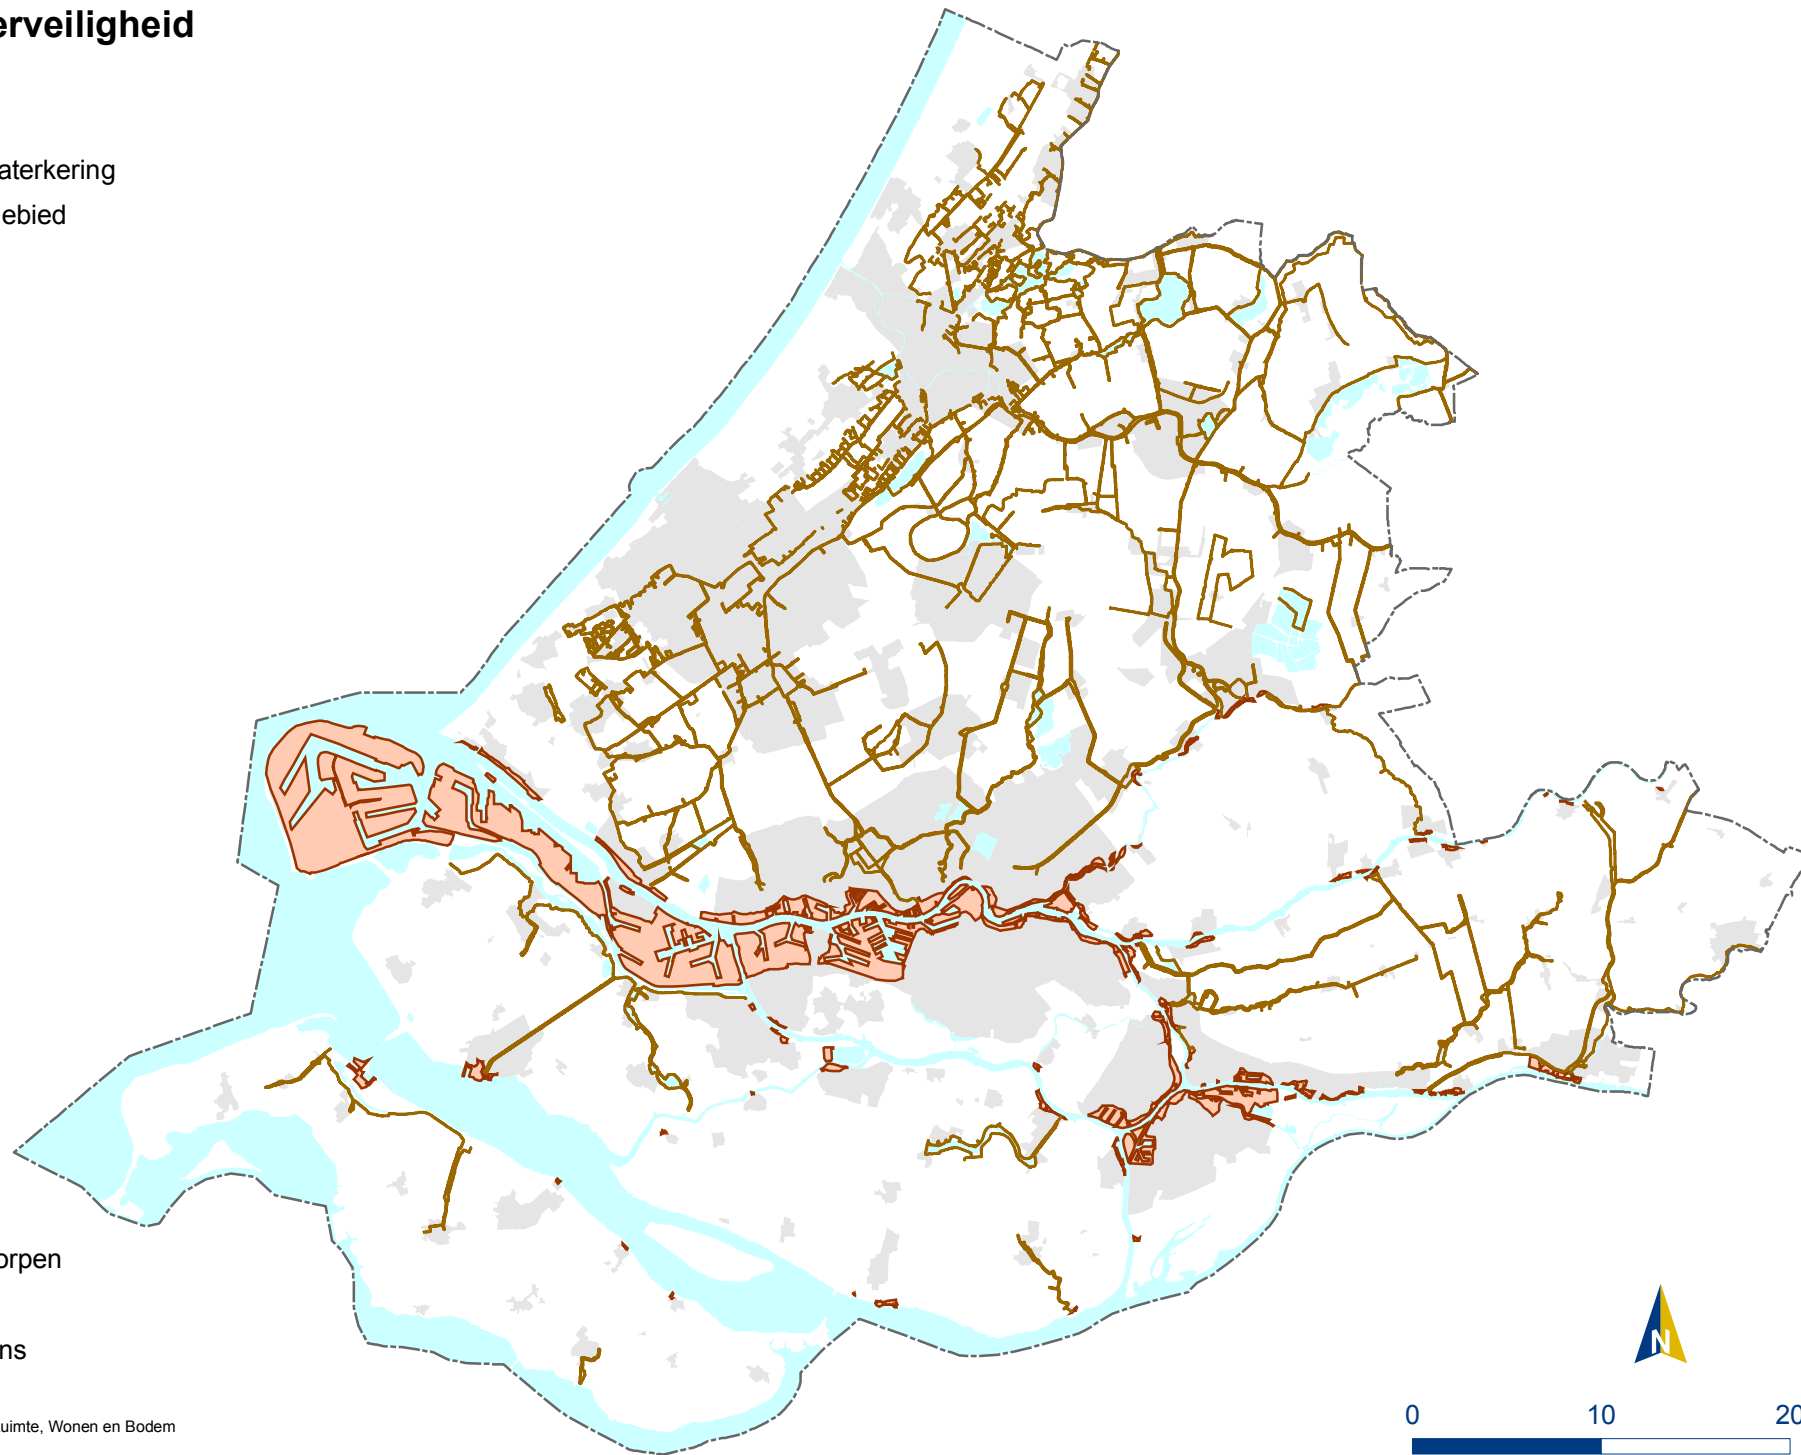 erveiligheid
aterkering
ebied
orpen
ns
uimte, Wonen en Bodem
N
0 10 20